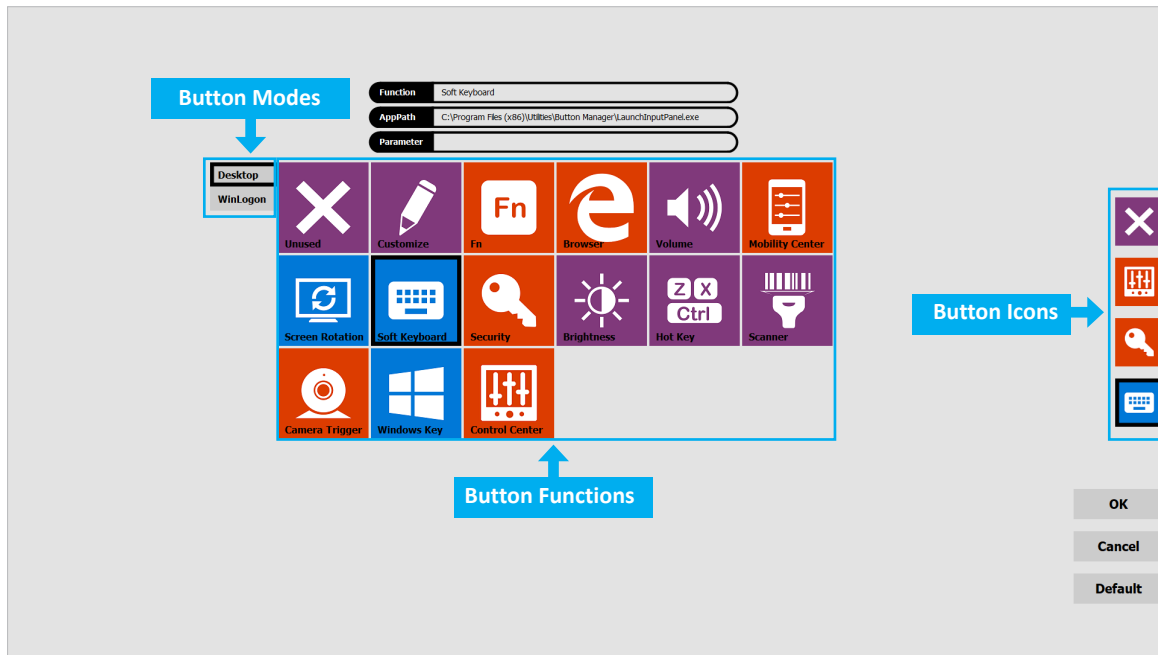 Button Modes
Function Soft Keyboard
AppPath C:\Program Files (x86)\Utilities\Button Manager\LaunchInputPanel.exe
Parameter
Desktop
WinLogon
Fn
Unused Customize Fn Browser Volume Mobility Center
Z X
Ctrl
Screen Rotation Soft Keyboard Security Brightness Hot Key Scanner
Button Icons
Camera Trigger Windows Key Control Center
Button Functions
OK
Cancel
Default